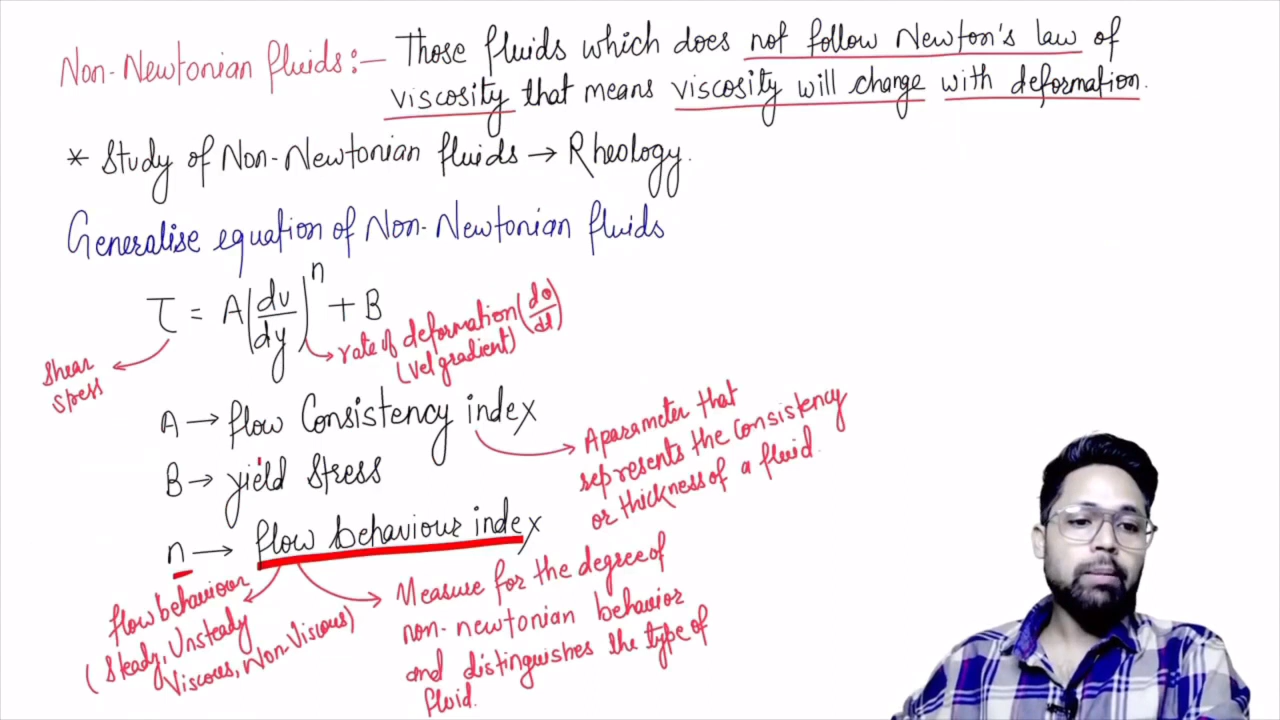 Non-Newtonian fluids:- Those fluids which does not follow Newton's law of
viscosity that means viscosity will change with deformation.
* Study of Non-Newtonian fluids → Rheology.
Generalise equation of Non-Newtonian fluids
τ = A(du/dy)^n + B
shear
stress
rate of deformation (dθ/dt)
(vel gradient)
A → flow Consistency index
A parameter that
represents the consistency
or thickness of a fluid.
B → yield stress
n → flow behaviour index
flow behaviour
(Steady, Unsteady
Viscous, Non-Viscous)
Measure for the degree of
non-newtonian behavior
and distinguishes the type of
fluid.